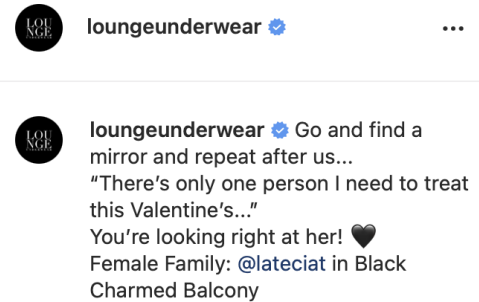 LOU
NGE
loungeunderwear
LOU
NGE
loungeunderwear Go and find a
mirror and repeat after us...
“There’s only one person I need to treat
this Valentine’s...”
You’re looking right at her! 🖤
Female Family: @lateciat in Black
Charmed Balcony